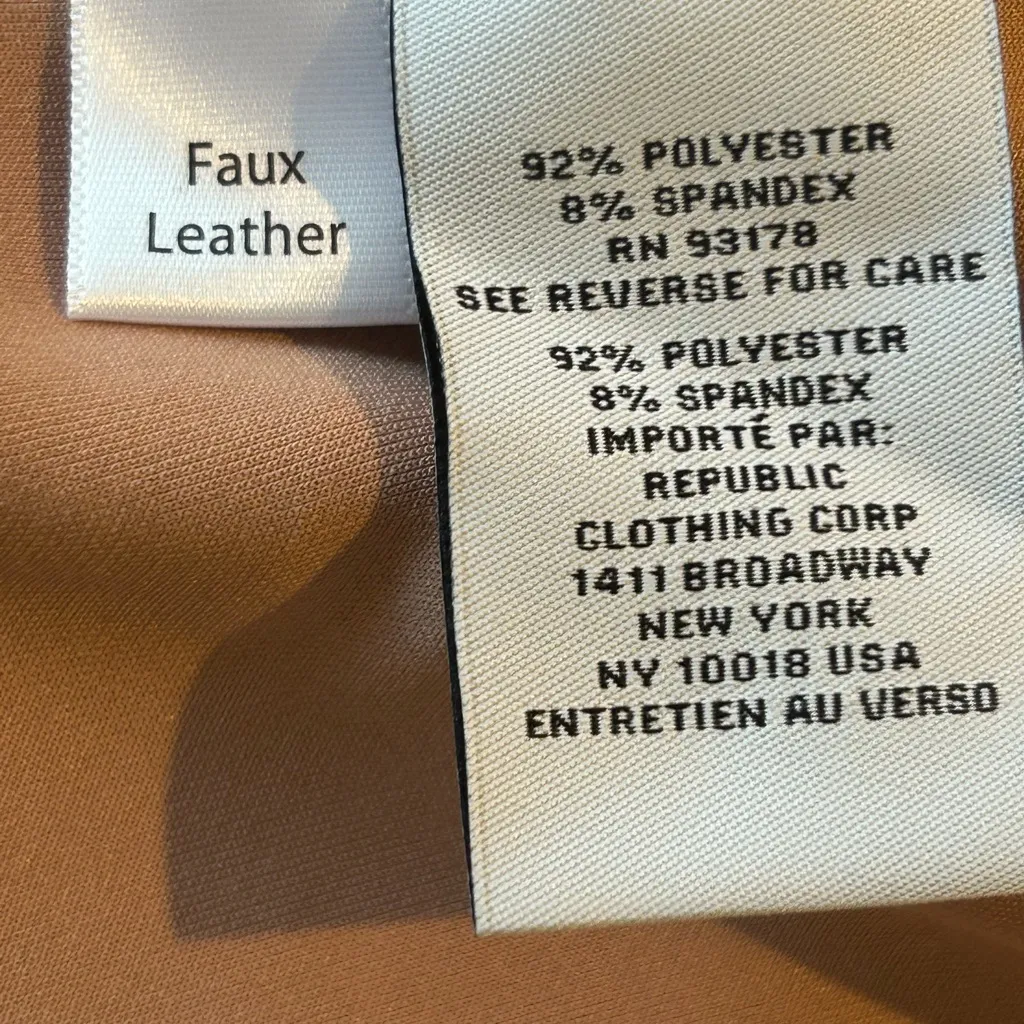 Faux
Leather
92% POLYESTER
8% SPANDEX
RN 93178
SEE REVERSE FOR CARE
92% POLYESTER
8% SPANDEX
IMPORTÉ PAR:
REPUBLIC
CLOTHING CORP
1411 BROADWAY
NEW YORK
NY 10018 USA
ENTRETIEN AU VERSO